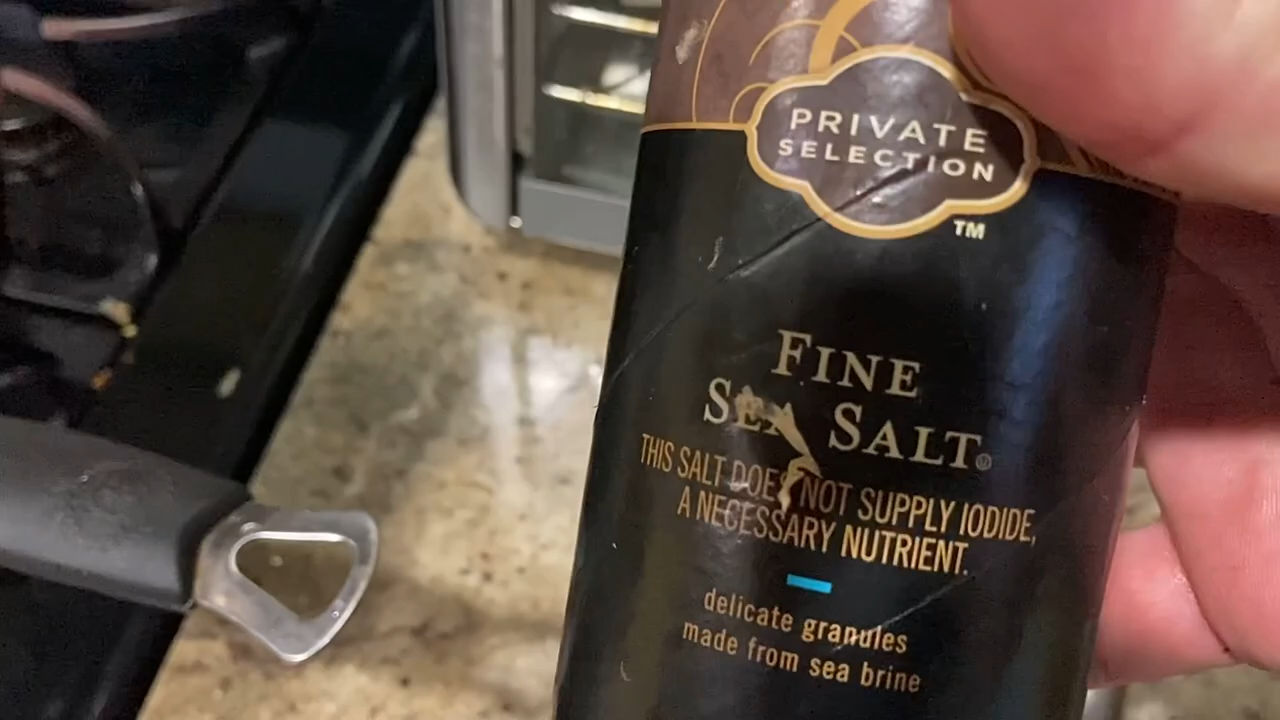 PRIVATE
SELECTION
TM
FINE
SEA SALT
THIS SALT DOES NOT SUPPLY IODIDE,
A NECESSARY NUTRIENT.
delicate granules
made from sea brine